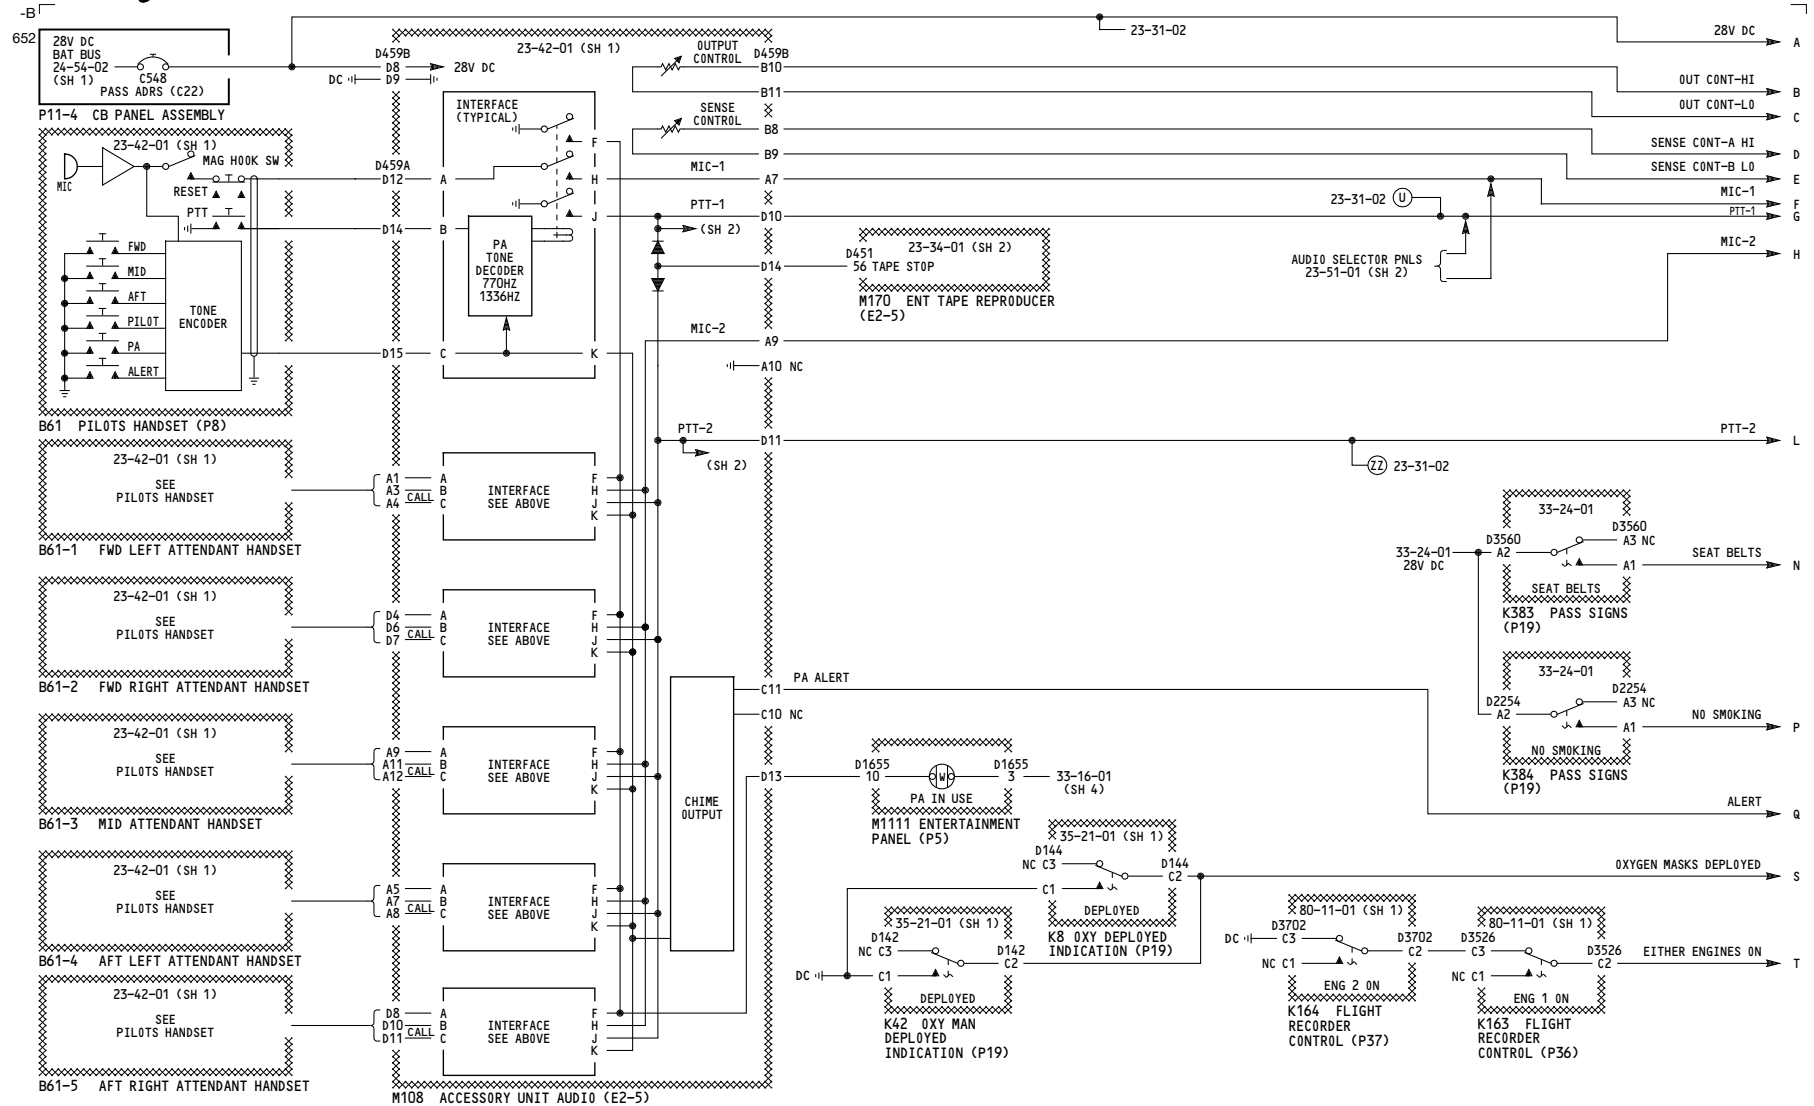 -B
652
28V DC
BAT BUS
24-54-02
(SH 1)
C548
PASS ADRS (C22)
P11-4 CB PANEL ASSEMBLY
23-42-01 (SH 1)
MIC
MAG HOOK SW
RESET
PTT
FWD
MID
AFT
PILOT
PA
ALERT
TONE
ENCODER
B61 PILOTS HANDSET (P8)
23-42-01 (SH 1)
SEE
PILOTS HANDSET
B61-1 FWD LEFT ATTENDANT HANDSET
23-42-01 (SH 1)
SEE
PILOTS HANDSET
B61-2 FWD RIGHT ATTENDANT HANDSET
23-42-01 (SH 1)
SEE
PILOTS HANDSET
B61-3 MID ATTENDANT HANDSET
23-42-01 (SH 1)
SEE
PILOTS HANDSET
B61-4 AFT LEFT ATTENDANT HANDSET
23-42-01 (SH 1)
SEE
PILOTS HANDSET
B61-5 AFT RIGHT ATTENDANT HANDSET
D459B
D8
DC D9
28V DC
23-42-01 (SH 1)
INTERFACE
(TYPICAL)
D459A
D12 A
D14 B
D15 C
PA
TONE
DECODER
770HZ
1336HZ
F
H
J
K
A1 A
A3 B
A4 CALL C
INTERFACE
SEE ABOVE
F
H
J
K
D4 A
D6 B
D7 CALL C
INTERFACE
SEE ABOVE
F
H
J
K
A9 A
A11 B
A12 CALL C
INTERFACE
SEE ABOVE
F
H
J
K
A5 A
A7 B
A8 CALL C
INTERFACE
SEE ABOVE
F
H
J
K
D8 A
D10 B
D11 CALL C
INTERFACE
SEE ABOVE
F
H
J
K
M108 ACCESSORY UNIT AUDIO (E2-5)
OUTPUT
CONTROL
D459B
B10
B11
SENSE
CONTROL
B8
B9
MIC-1
A7
PTT-1
D10
(SH 2)
D14
MIC-2
A9
A10 NC
PTT-2
D11
(SH 2)
CHIME
OUTPUT
C11
PA ALERT
C10 NC
D13
23-34-01 (SH 2)
D451
56 TAPE STOP
M170 ENT TAPE REPRODUCER
(E2-5)
23-31-02
23-31-02 U
AUDIO SELECTOR PNLS
23-51-01 (SH 2)
ZZ 23-31-02
D1655
10
W
PA IN USE
D1655
3
33-16-01
(SH 4)
M1111 ENTERTAINMENT
PANEL (P5)
35-21-01 (SH 1)
D144
NC C3
C1
D144
C2
DEPLOYED
K8 OXY DEPLOYED
INDICATION (P19)
35-21-01 (SH 1)
D142
NC C3
DC
C1
D142
C2
DEPLOYED
K42 OXY MAN
DEPLOYED
INDICATION (P19)
80-11-01 (SH 1)
D3702
DC C3
NC C1
D3702
C2
ENG 2 ON
K164 FLIGHT
RECORDER
CONTROL (P37)
80-11-01 (SH 1)
D3526
C3
NC C1
D3526
C2
ENG 1 ON
K163 FLIGHT
RECORDER
CONTROL (P36)
33-24-01
28V DC
33-24-01
D3560
A2
D3560
A3 NC
A1
SEAT BELTS
K383 PASS SIGNS
(P19)
33-24-01
D2254
A2
D2254
A3 NC
A1
NO SMOKING
K384 PASS SIGNS
(P19)
28V DC A
OUT CONT-HI B
OUT CONT-LO C
SENSE CONT-A HI D
SENSE CONT-B LO E
MIC-1 F
PTT-1 G
MIC-2 H
PTT-2 L
SEAT BELTS N
NO SMOKING P
ALERT Q
OXYGEN MASKS DEPLOYED S
EITHER ENGINES ON T